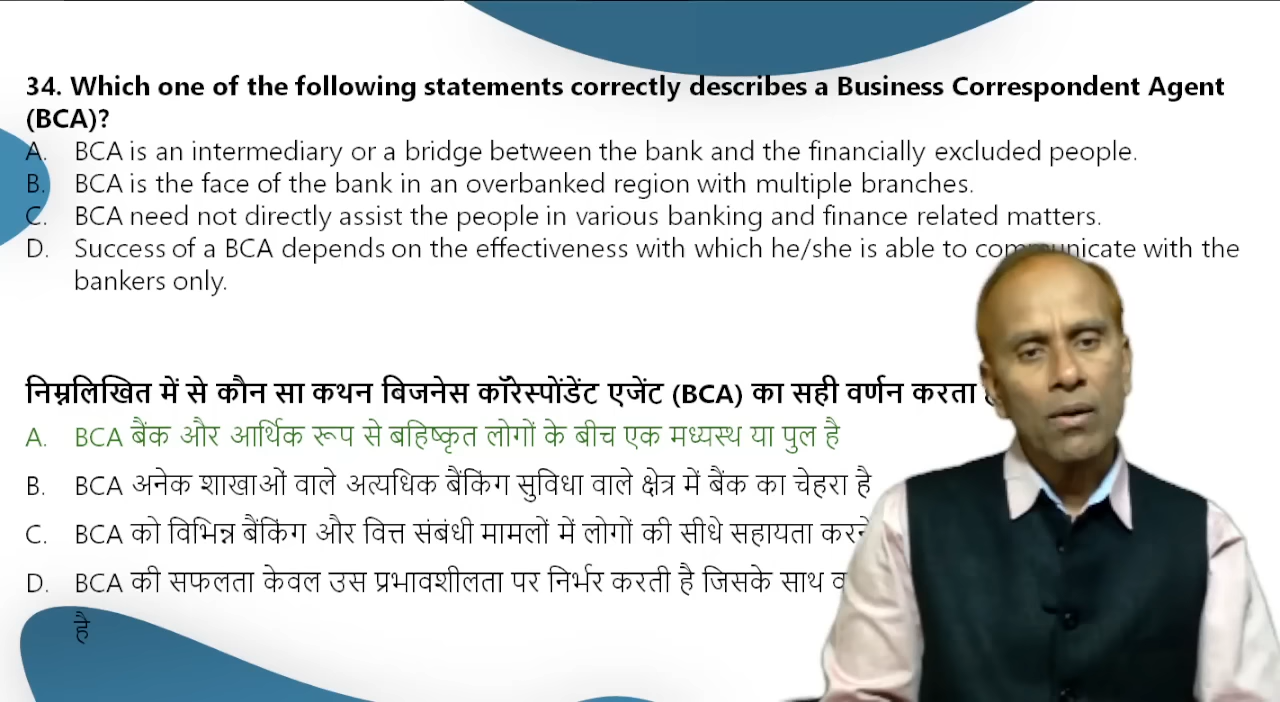 34. Which one of the following statements correctly describes a Business Correspondent Agent
(BCA)?
A. BCA is an intermediary or a bridge between the bank and the financially excluded people.
B. BCA is the face of the bank in an overbanked region with multiple branches.
C. BCA need not directly assist the people in various banking and finance related matters.
D. Success of a BCA depends on the effectiveness with which he/she is able to communicate with the
bankers only.
निम्नलिखित में से कौन सा कथन बिजनेस कॉरेस्पोंडेंट एजेंट (BCA) का सही वर्णन करता
A. BCA बैंक और आर्थिक रूप से बहिष्कृत लोगों के बीच एक मध्यस्थ या पुल है
B. BCA अनेक शाखाओं वाले अत्यधिक बैंकिंग सुविधा वाले क्षेत्र में बैंक का चेहरा है
C. BCA को विभिन्न बैंकिंग और वित्त संबंधी मामलों में लोगों की सीधे सहायता
D. BCA की सफलता केवल उस प्रभावशीलता पर निर्भर करती है जिसके साथ
है